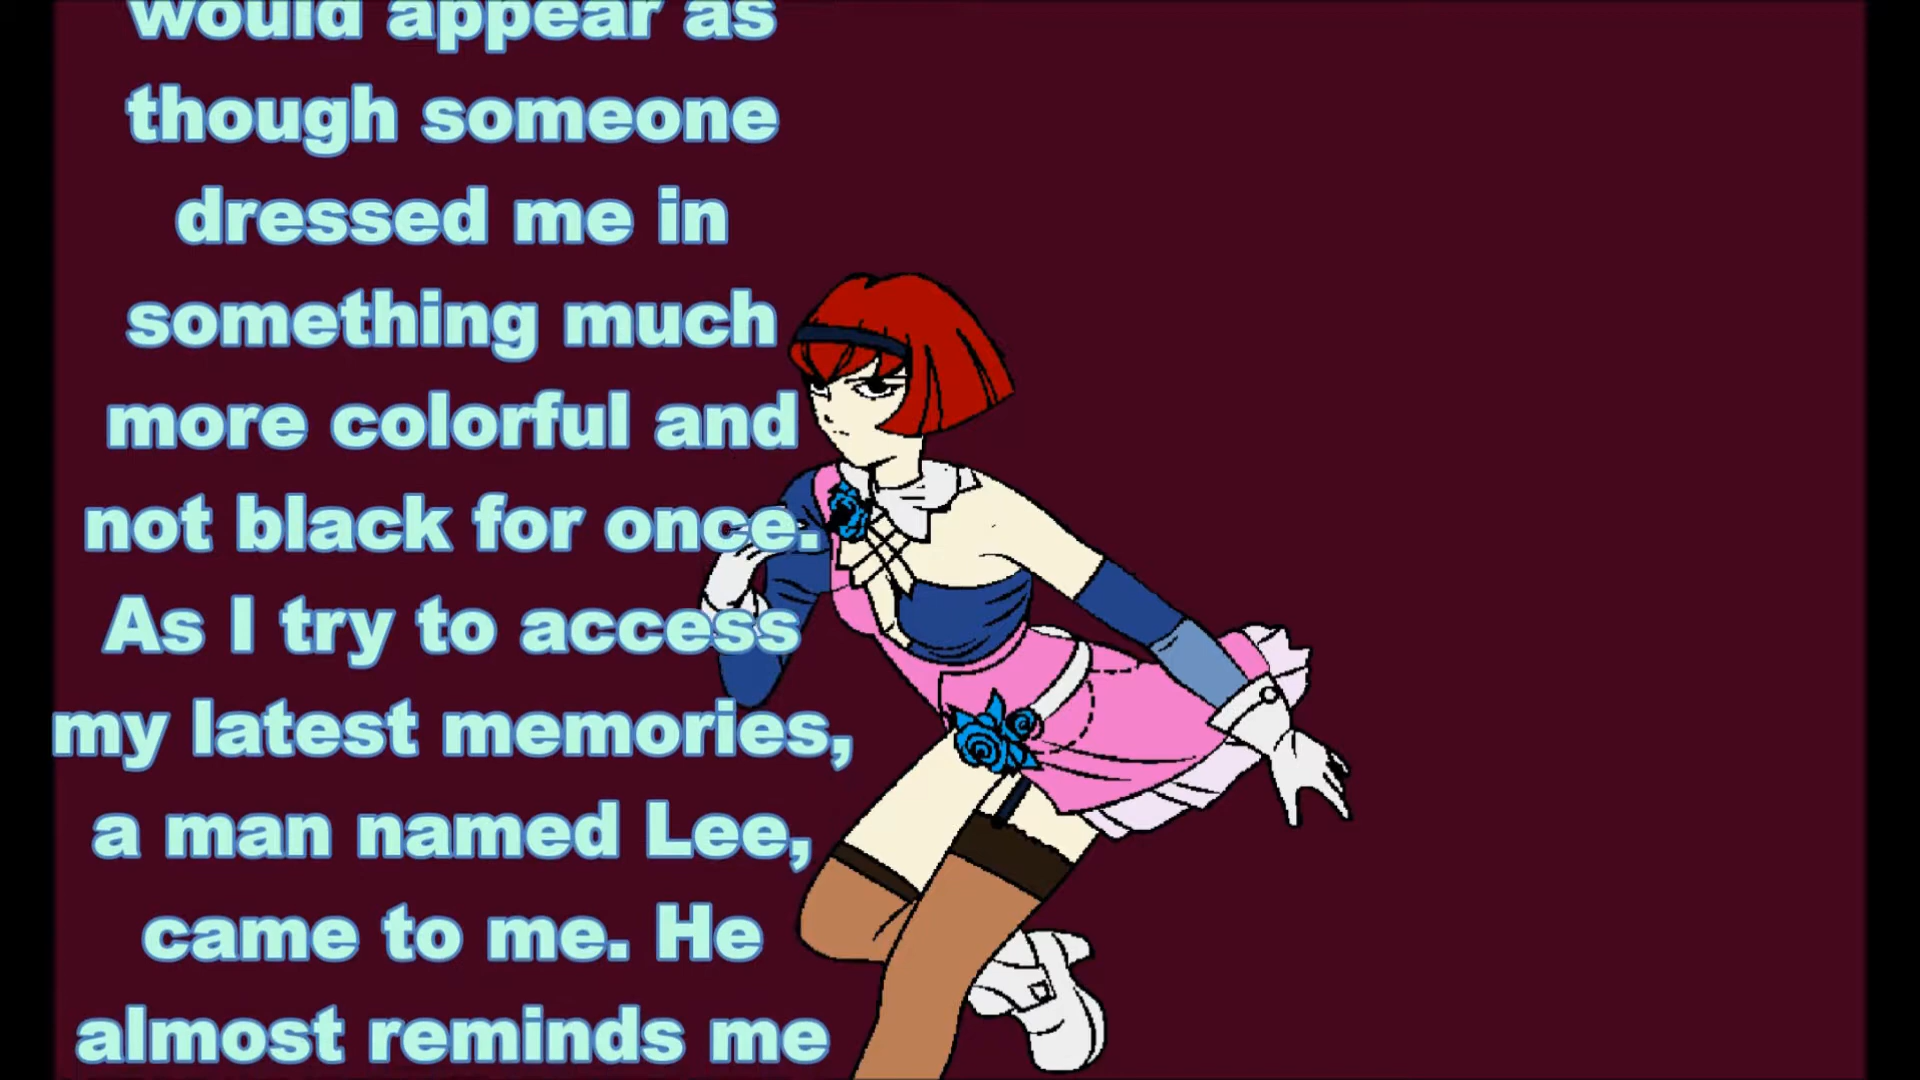 would appear as
though someone
dressed me in
something much
more colorful and
not black for once.
As I try to access
my latest memories,
a man named Lee,
came to me. He
almost reminds me